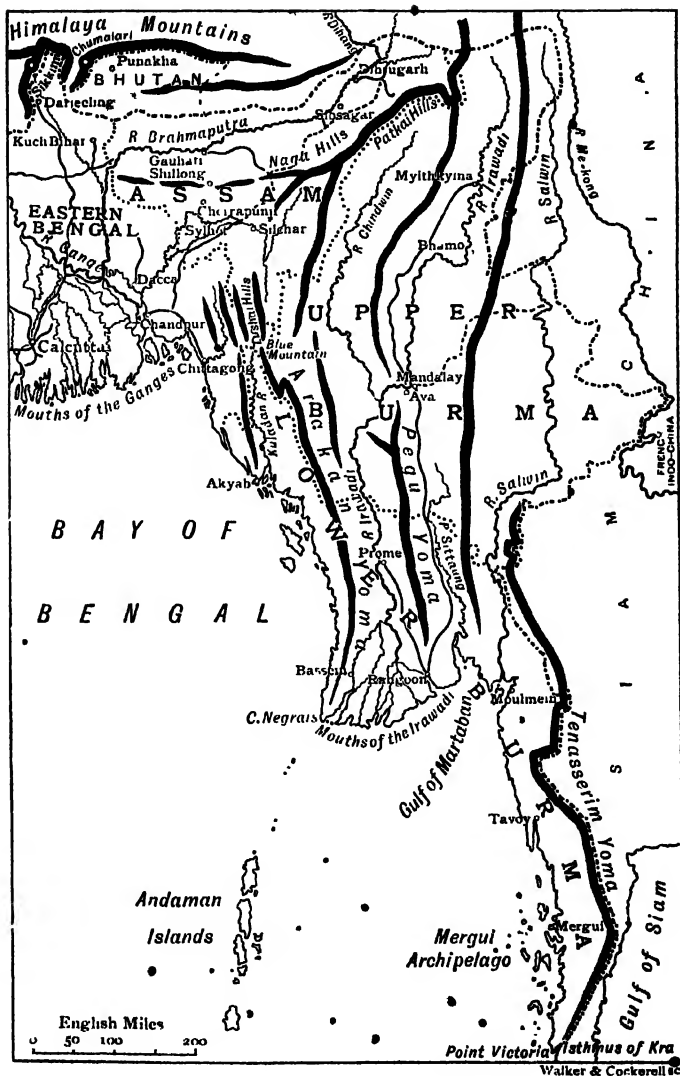 Himalaya Mountains
Chumalari
Sikkim
Punakha
BHUTAN
Darjeeling
R Dihang
Dibrugarh
Sibsagar
R Brahmaputra
Kuch Bihar
Gauhati
Shillong
Naga Hills
Patkai Hills
ASSAM
Cherrapunji
Sylhet
Silchar
EASTERN
BENGAL
R Ganges
Dacca
Chandpur
Calcutta
Mouths of the Ganges
Chittagong
Lushai Hills
Blue
Mountain
Kuladan R
Akyab
Myitkyina
R Chindwin
Bhamo
R Irawadi
R Salwin
R Mekong
CHINA
UPPER
BURMA
Mandalay
Ava
FRENCH
INDO-CHINA
Arakan Yoma
Pegu Yoma
R Irawadi
R Sittaung
R. Salwin
Prome
LOWER BURMA
SIAM
BAY OF
BENGAL
Bassein
Rangoon
C. Negrais
Mouths of the Irawadi
Gulf of Martaban
Moulmein
Tenasserim Yoma
Tavoy
Andaman
Islands
Mergui
Mergui
Archipelago
Gulf of Siam
English Miles
0 50 100 200
Point Victoria
Isthmus of Kra
Walker & Cockerell sc